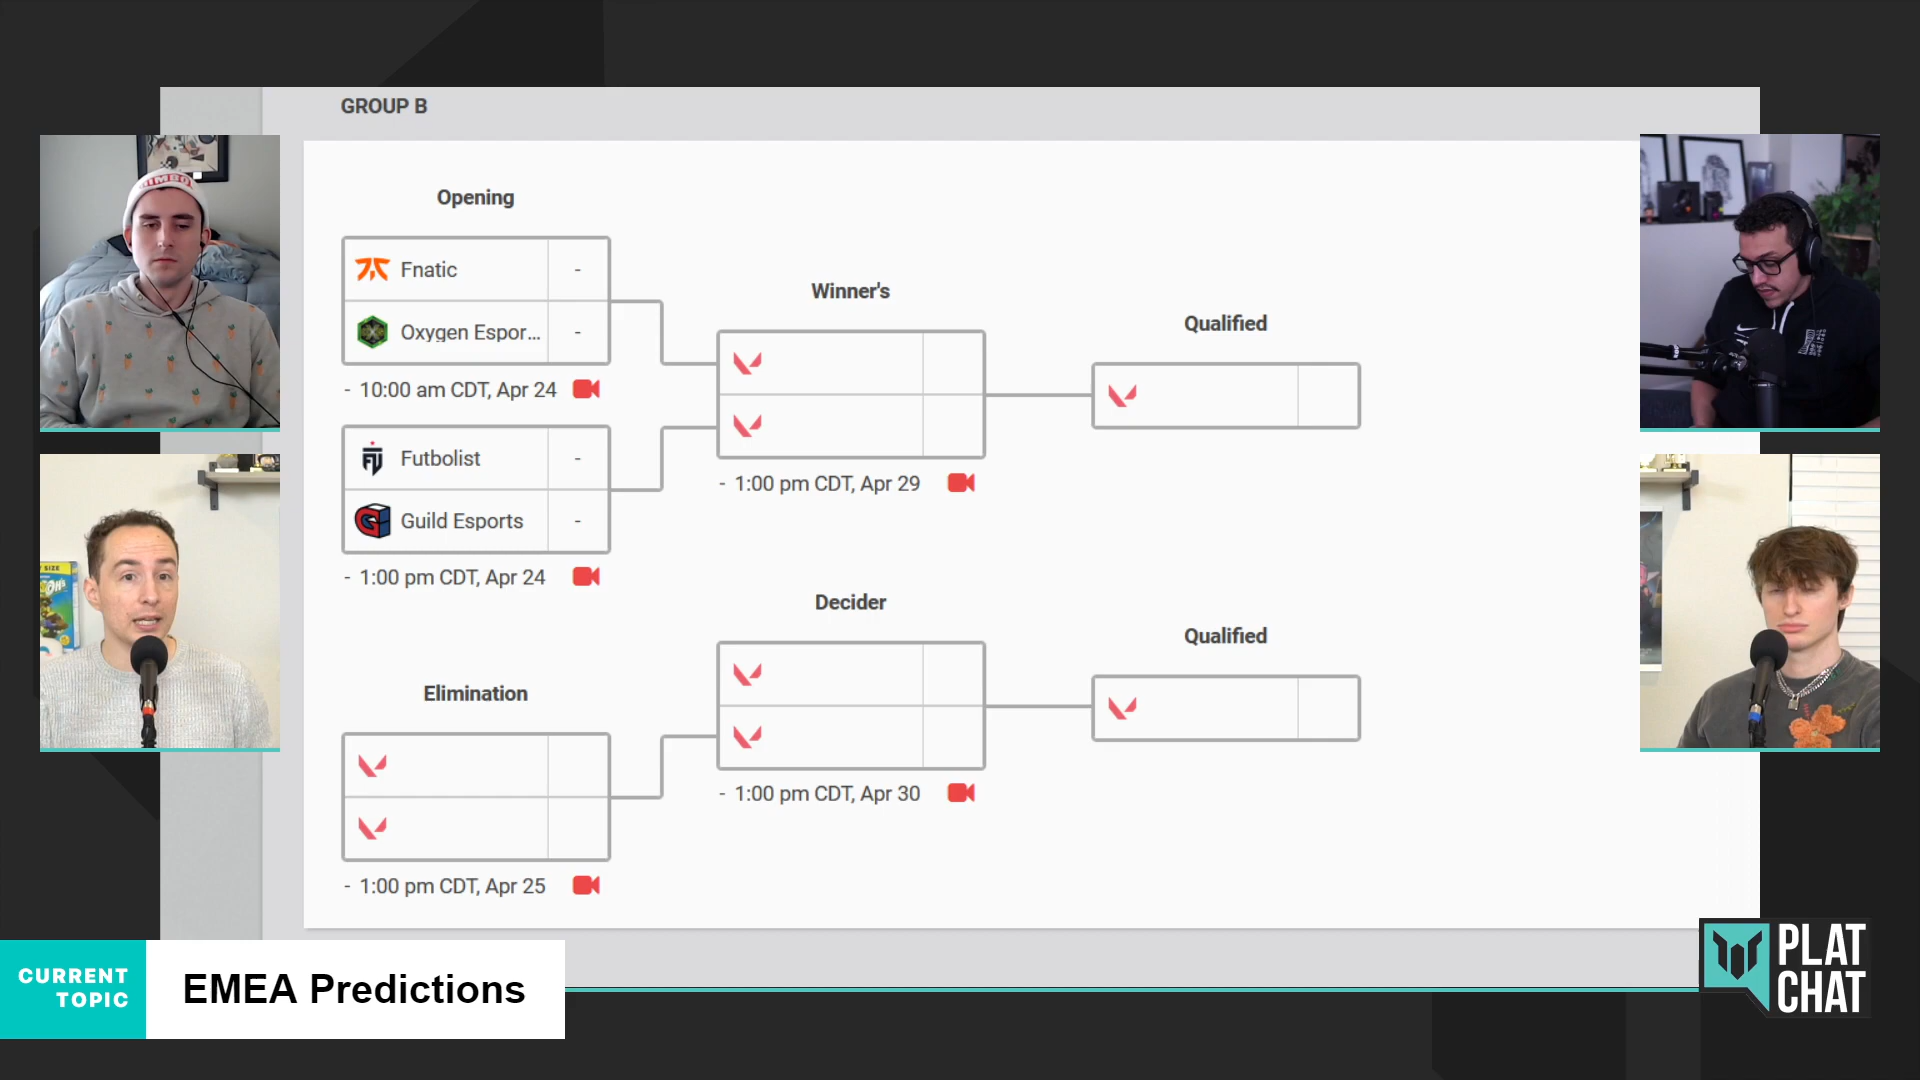 GROUP B
Opening
Fnatic -
Oxygen Espor... -
- 10:00 am CDT, Apr 24
Futbolist -
Guild Esports -
- 1:00 pm CDT, Apr 24
Winner's
- 1:00 pm CDT, Apr 29
Qualified
Elimination
- 1:00 pm CDT, Apr 25
Decider
- 1:00 pm CDT, Apr 30
Qualified
CURRENT
TOPIC
EMEA Predictions
PLAT
CHAT